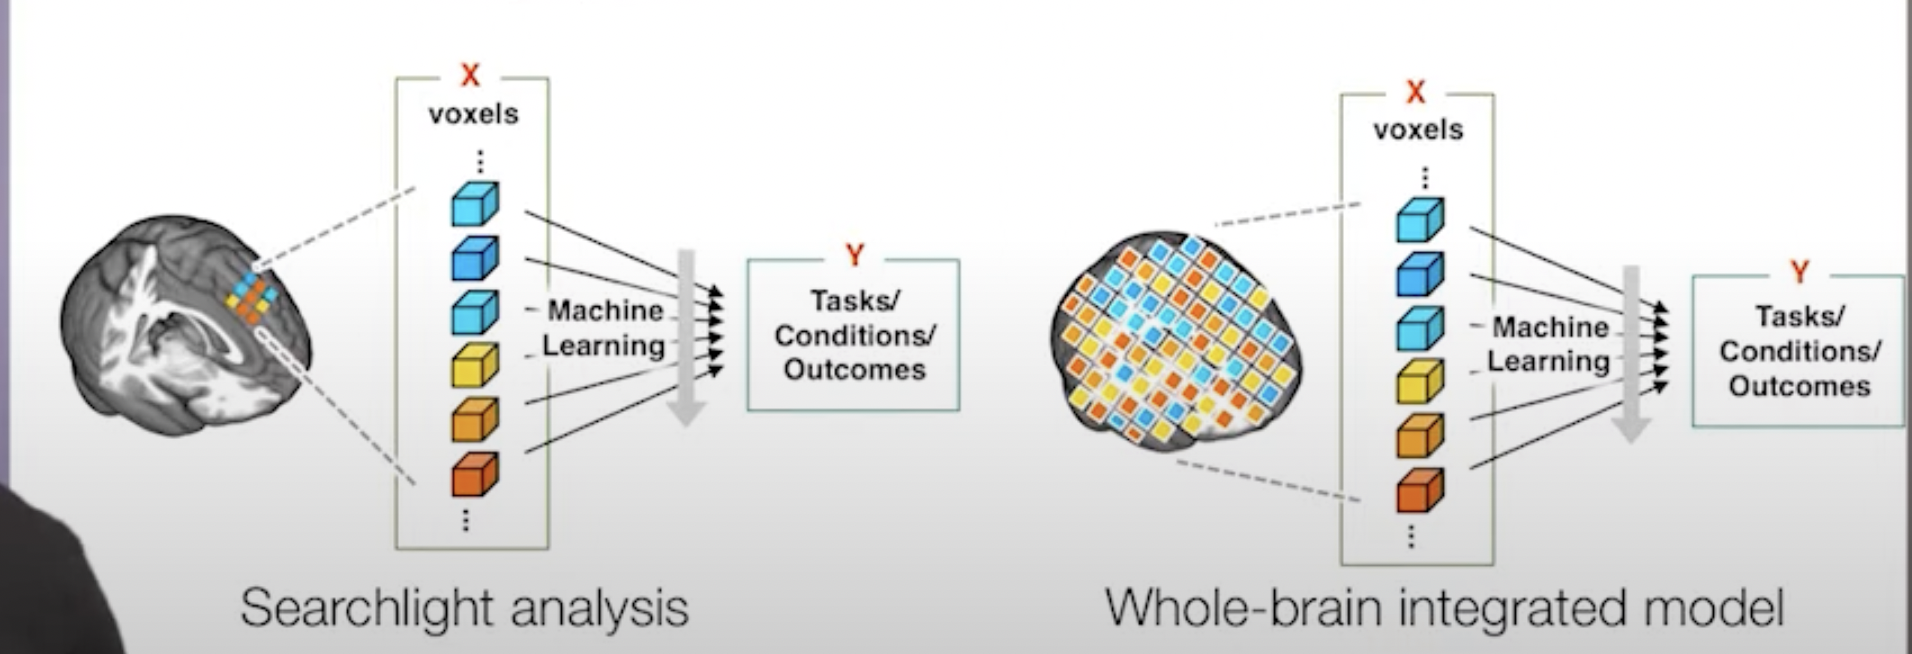 X
voxels
Machine
Learning
Y
Tasks/
Conditions/
Outcomes
Searchlight analysis
X
voxels
Machine
Learning
Y
Tasks/
Conditions/
Outcomes
Whole-brain integrated model